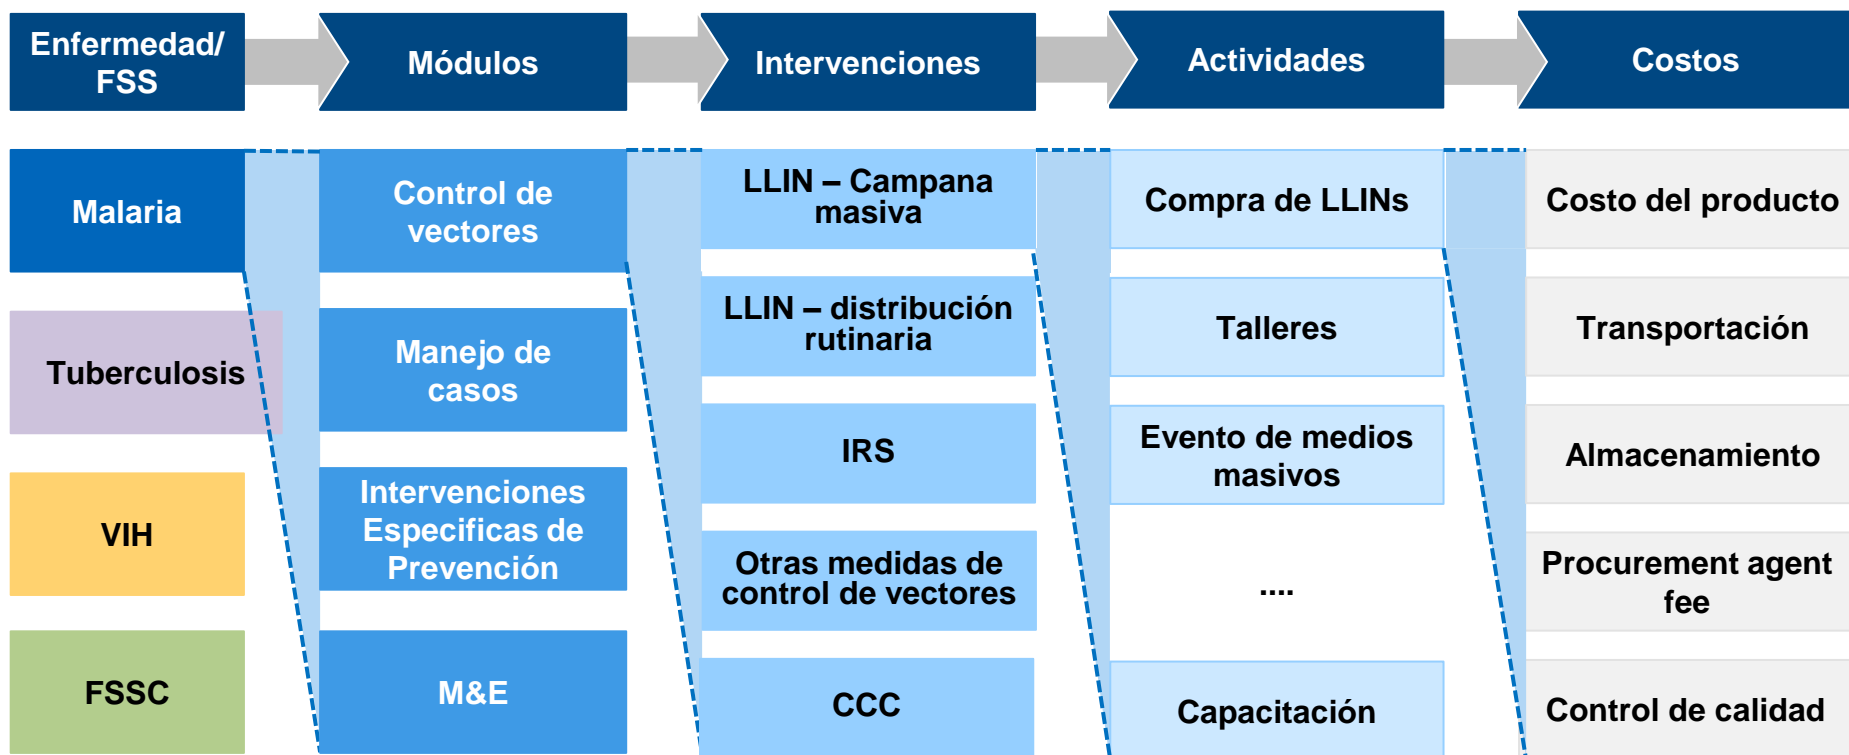 Enfermedad/
FSS
Módulos
Intervenciones
Actividades
Costos
Malaria
Control de
vectores
LLIN – Campana
masiva
Compra de LLINs
Costo del producto
Tuberculosis
Manejo de
casos
LLIN – distribución
rutinaria
Talleres
Transportación
VIH
Intervenciones
Especificas de
Prevención
IRS
Evento de medios
masivos
Almacenamiento
Otras medidas de
control de vectores
....
Procurement agent
fee
FSSC
M&E
CCC
Capacitación
Control de calidad